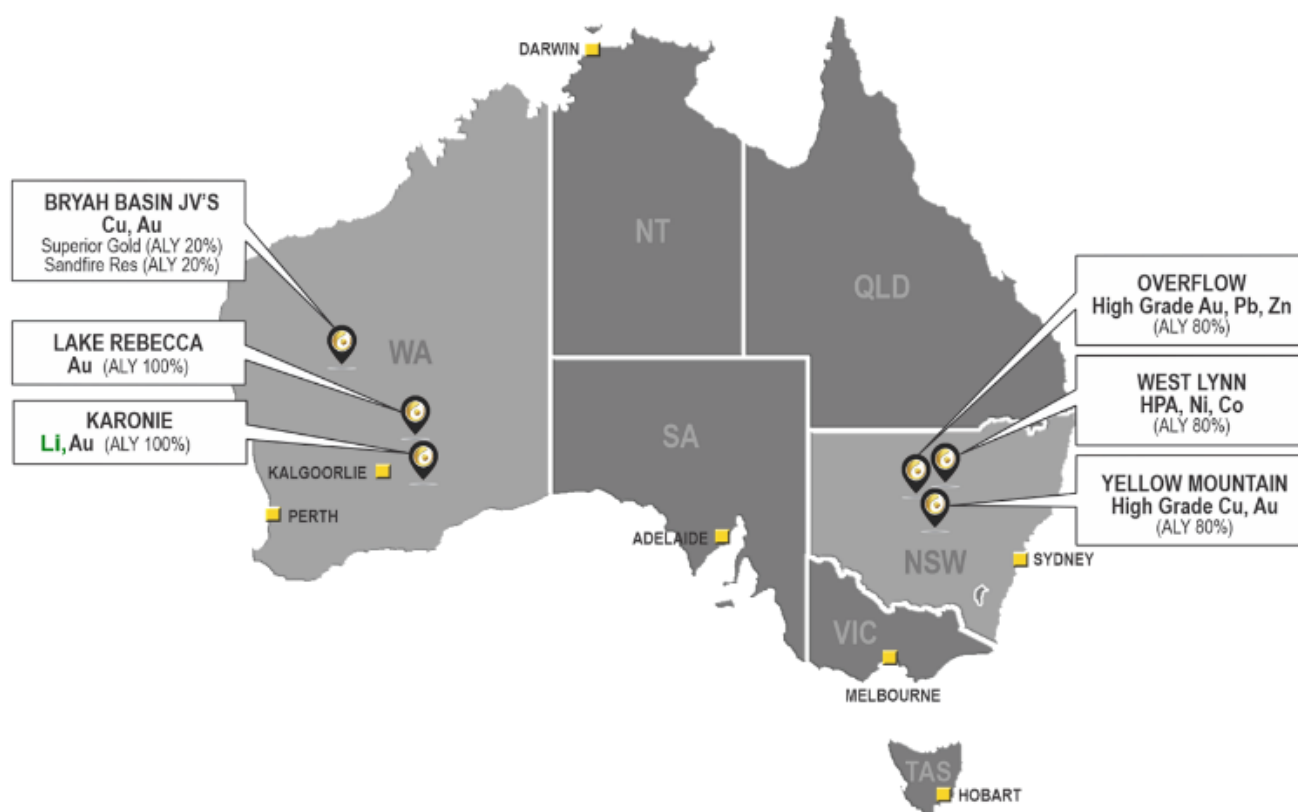 DARWIN
BRYAH BASIN JV'S
Cu, Au
Superior Gold (ALY 20%)
Sandfire Res (ALY 20%)
LAKE REBECCA
Au (ALY 100%)
KARONIE
Li, Au (ALY 100%)
NT
QLD
WA
SA
NSW
VIC
TAS
OVERFLOW
High Grade Au, Pb, Zn
(ALY 80%)
WEST LYNN
HPA, Ni, Co
(ALY 80%)
YELLOW MOUNTAIN
High Grade Cu, Au
(ALY 80%)
KALGOORLIE
PERTH
ADELAIDE
SYDNEY
MELBOURNE
HOBART